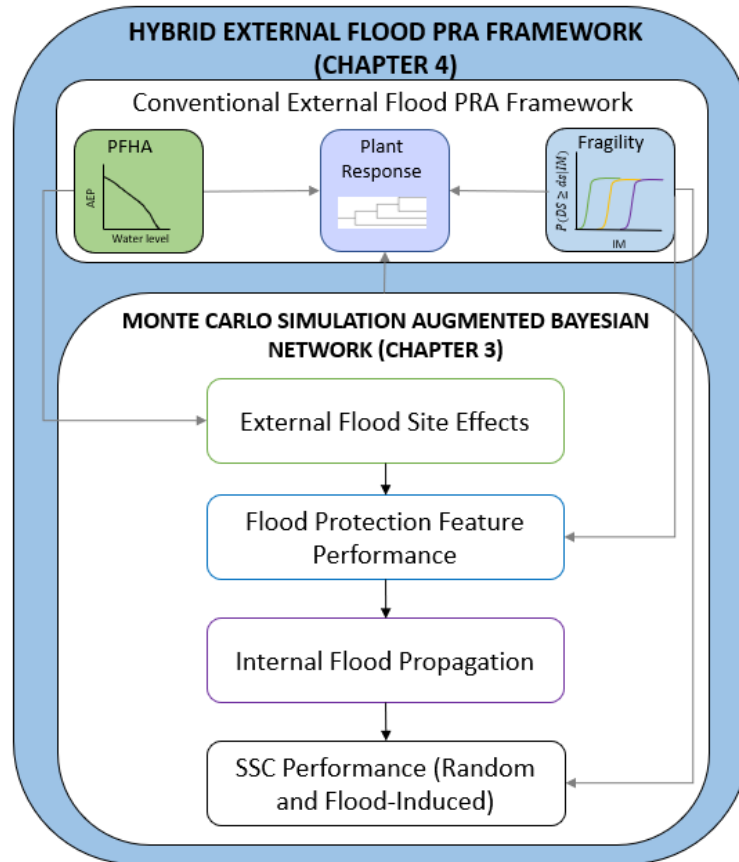 HYBRID EXTERNAL FLOOD PRA FRAMEWORK
(CHAPTER 4)
Conventional External Flood PRA Framework
PFHA
AEP
Water level
Plant
Response
Fragility
P(DS ≥ ds|IM)
IM
MONTE CARLO SIMULATION AUGMENTED BAYESIAN
NETWORK (CHAPTER 3)
External Flood Site Effects
Flood Protection Feature
Performance
Internal Flood Propagation
SSC Performance (Random
and Flood-Induced)